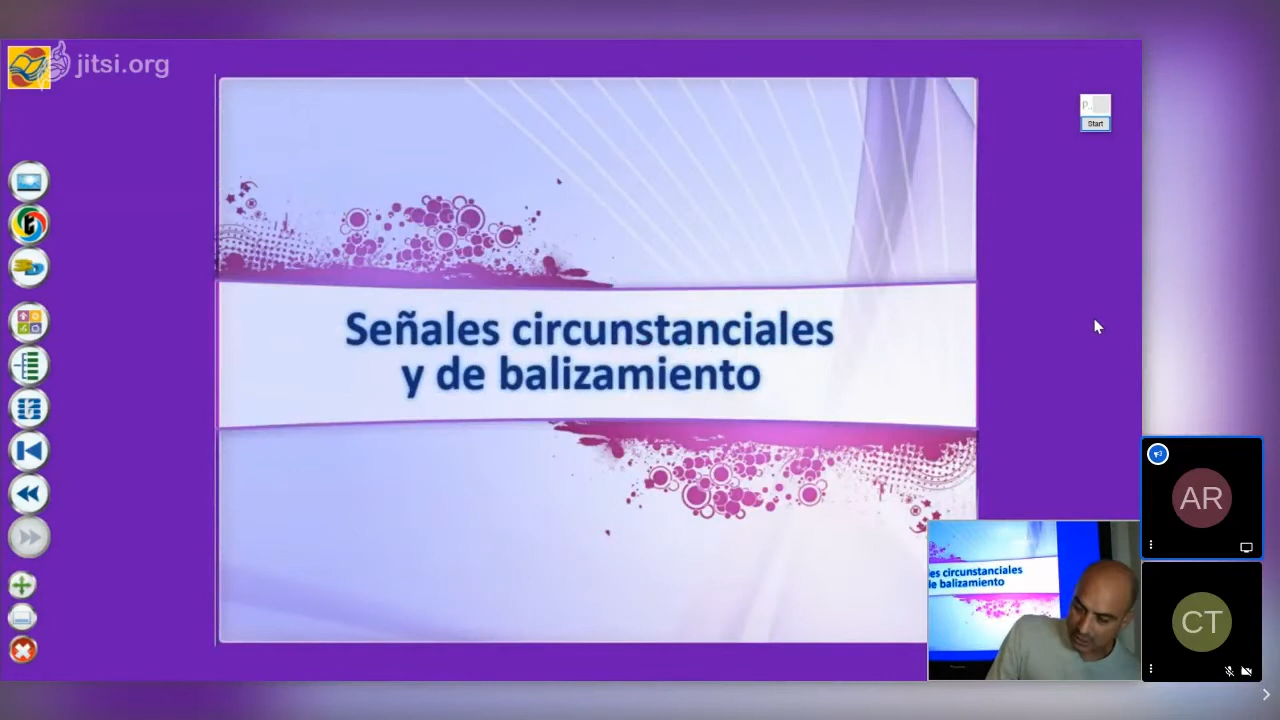 jitsi.org
P..
Start
Señales circunstanciales
y de balizamiento
es circunstanciales
de balizamiento
AR
CT